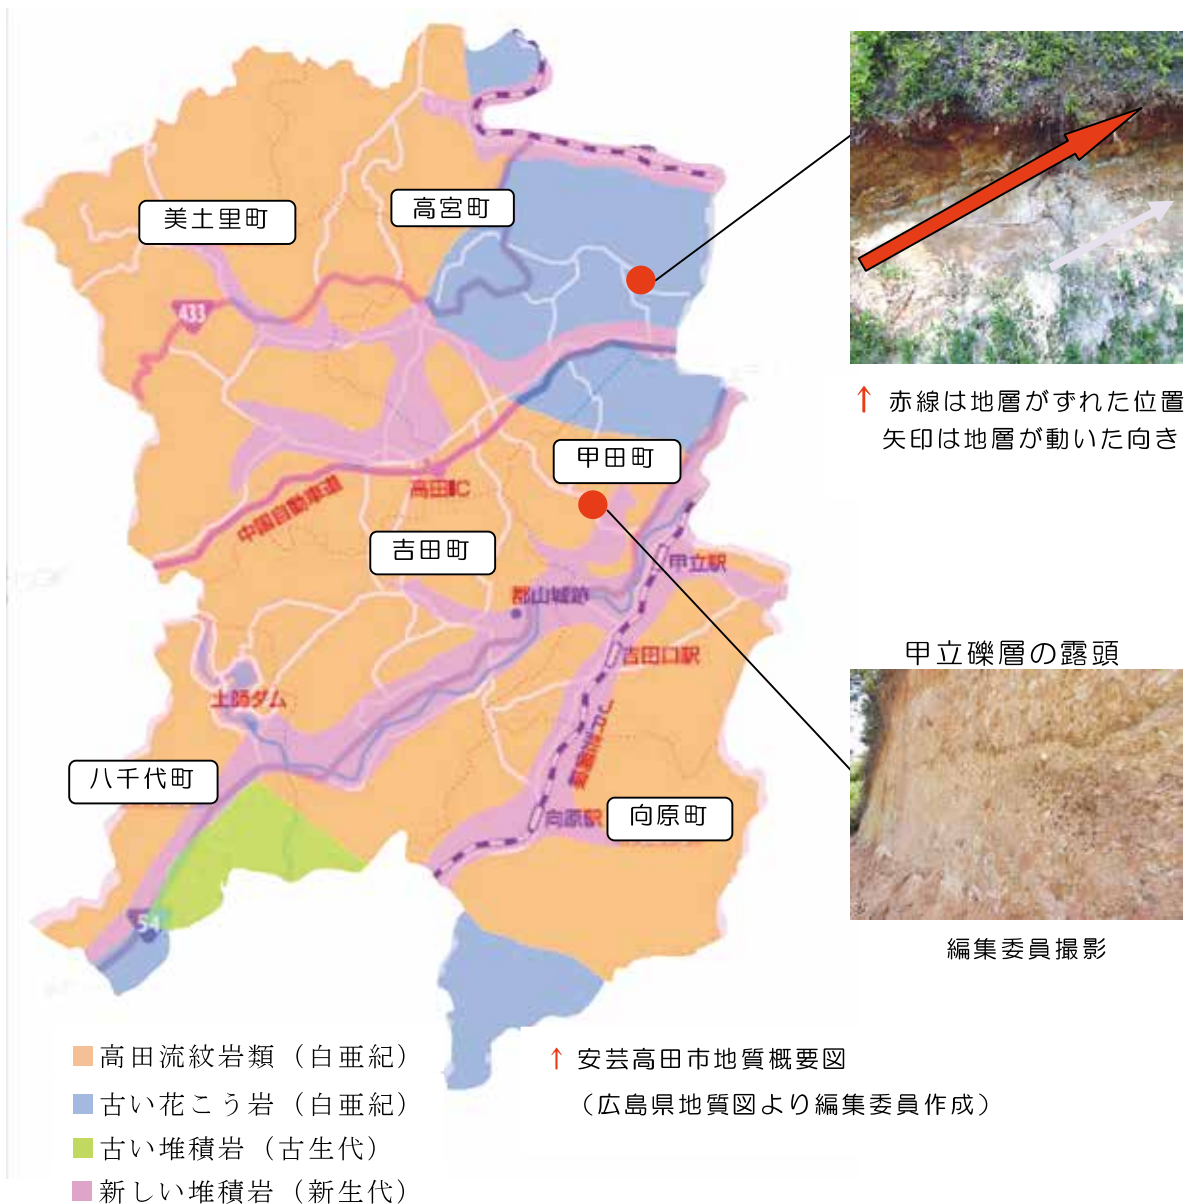 美土里町
高宮町
433
↑ 赤線は地層がずれた位置
矢印は地層が動いた向き
甲田町
高田IC
中国自動車道
吉田町
甲立駅
郡山城跡
吉田口駅
甲立礫層の露頭
土師ダム
八千代町
向原駅
向原町
54
編集委員撮影
高田流紋岩類（白亜紀）
古い花こう岩（白亜紀）
古い堆積岩（古生代）
新しい堆積岩（新生代）
↑ 安芸高田市地質概要図
（広島県地質図より編集委員作成）